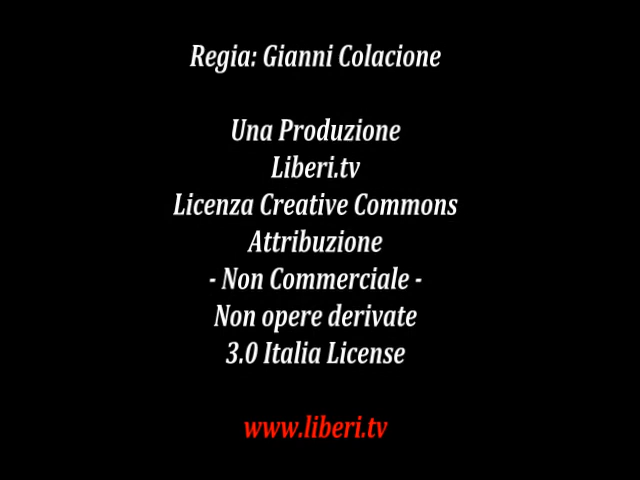 Regia: Gianni Colacione
Una Produzione
Liberi.tv
Licenza Creative Commons
Attribuzione
- Non Commerciale -
Non opere derivate
3.0 Italia License
www.liberi.tv